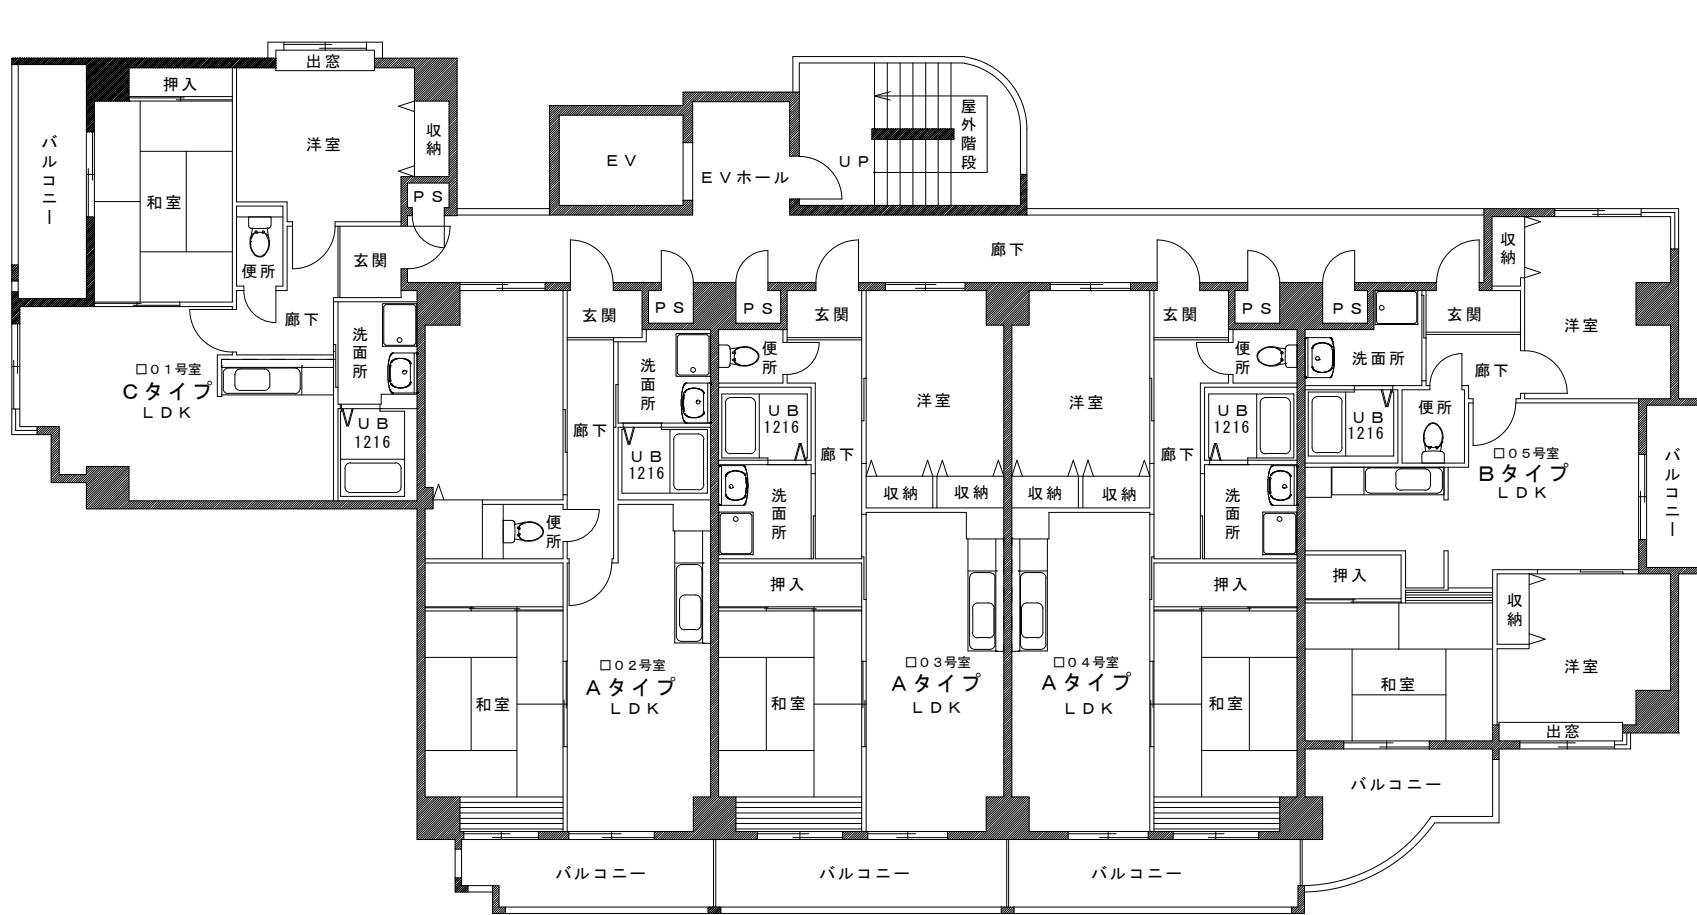 出窓
押入
バルコニー
洋室
収納
和室
PS
便所
玄関
廊下
洗面所
□01号室
Cタイプ
LDK
UB
1216
EV
EVホール
UP
屋外階段
廊下
玄関
PS
洗面所
廊下
UB
1216
便所
和室
□02号室
Aタイプ
LDK
バルコニー
PS
玄関
便所
UB
1216
洋室
廊下
洗面所
収納
収納
押入
和室
□03号室
Aタイプ
LDK
バルコニー
玄関
PS
便所
洋室
UB
1216
廊下
収納
収納
洗面所
押入
□04号室
Aタイプ
LDK
和室
バルコニー
収納
PS
玄関
洋室
洗面所
廊下
UB
1216
便所
□05号室
Bタイプ
LDK
バルコニー
押入
収納
洋室
和室
出窓
バルコニー